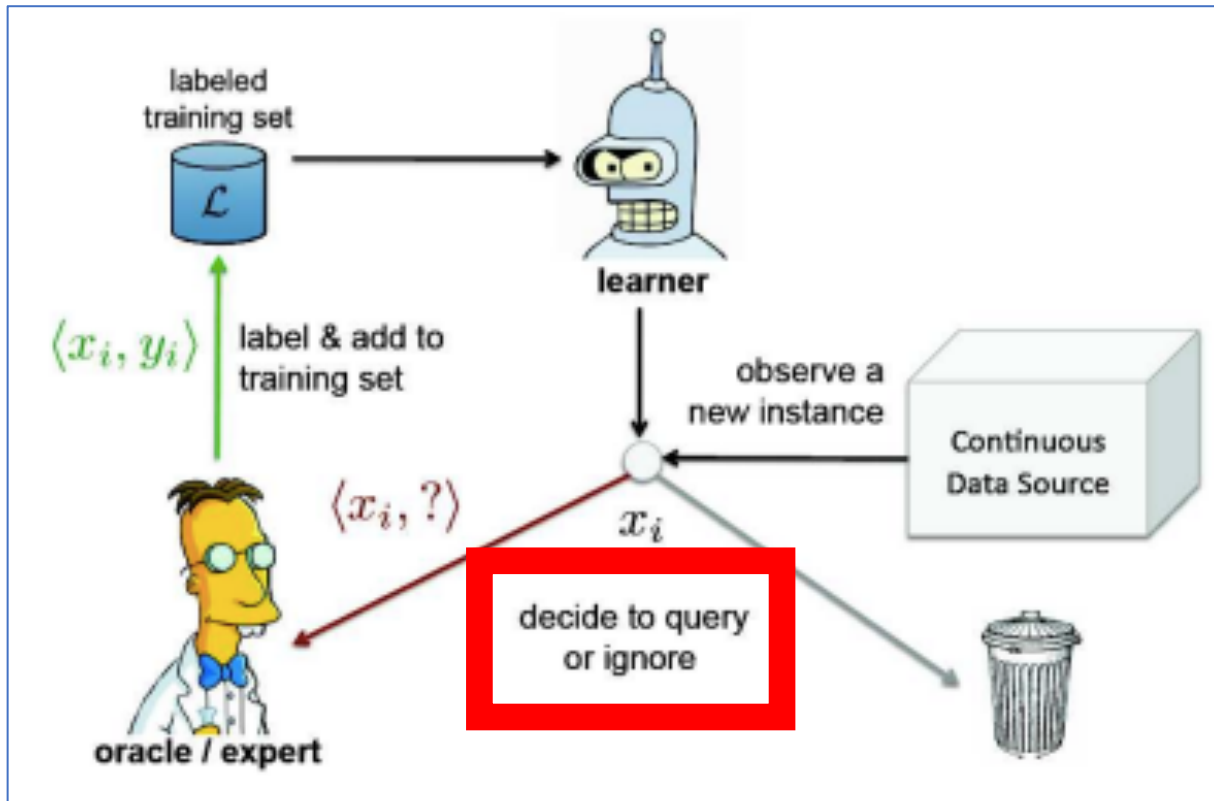 labeled
training set
ℒ
learner
⟨xᵢ, yᵢ⟩
label & add to
training set
observe a
new instance
Continuous
Data Source
⟨xᵢ, ?⟩
xᵢ
decide to query
or ignore
oracle / expert